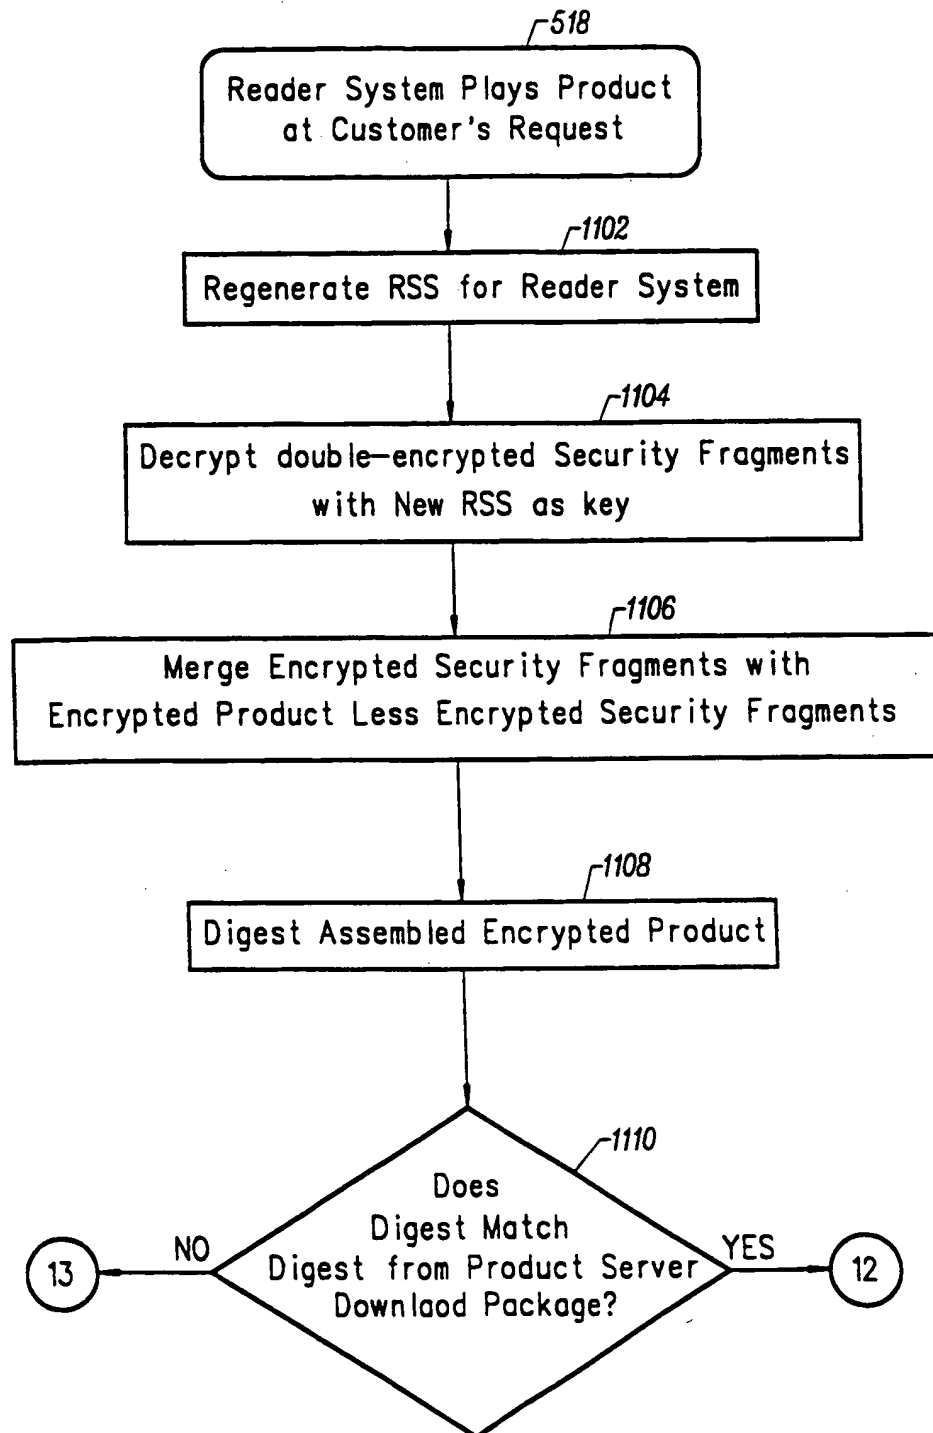 518
Reader System Plays Product
at Customer's Request
1102
Regenerate RSS for Reader System
1104
Decrypt double-encrypted Security Fragments
with New RSS as key
1106
Merge Encrypted Security Fragments with
Encrypted Product Less Encrypted Security Fragments
1108
Digest Assembled Encrypted Product
1110
Does
Digest Match
Digest from Product Server
Downlaod Package?
NO
YES
13
12